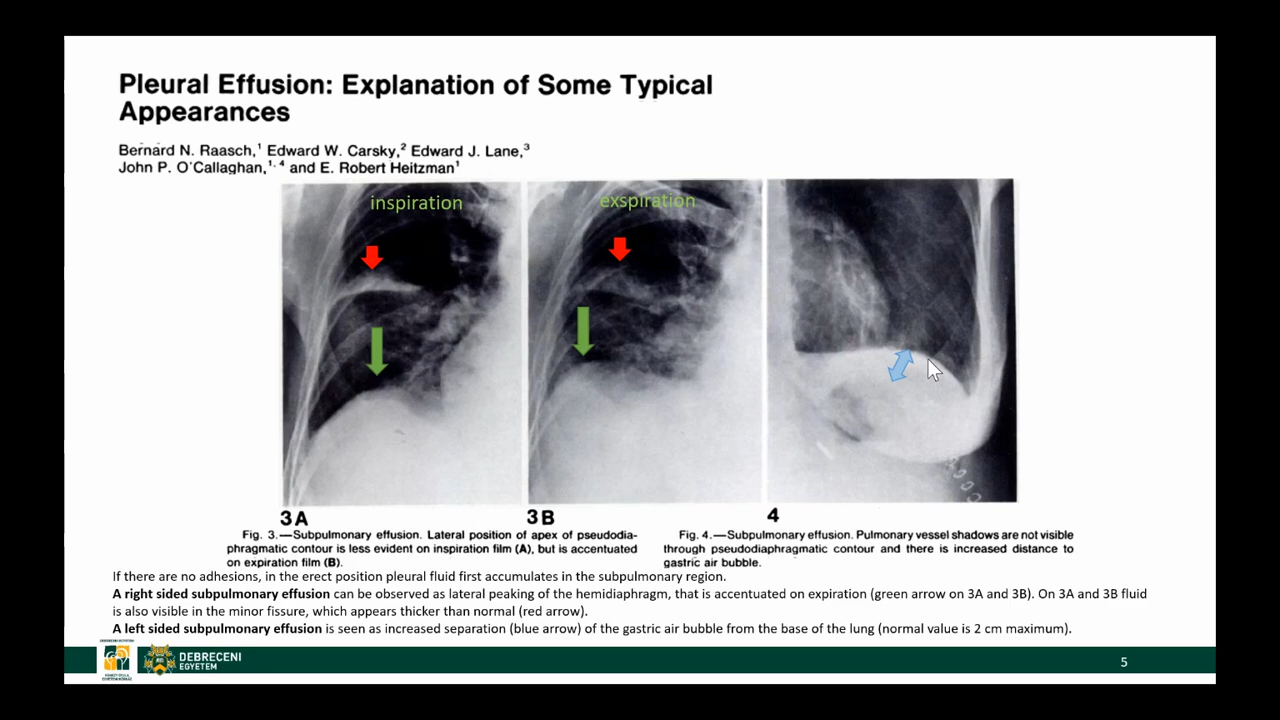 Pleural Effusion: Explanation of Some Typical
Appearances
Bernard N. Raasch,¹ Edward W. Carsky,² Edward J. Lane,³
John P. O'Callaghan,¹˒ ⁴ and E. Robert Heitzman¹
inspiration
exspiration
3A
3B
4
Fig. 3.—Subpulmonary effusion. Lateral position of apex of pseudodia-
phragmatic contour is less evident on inspiration film (A), but is accentuated
on expiration film (B).
Fig. 4.—Subpulmonary effusion. Pulmonary vessel shadows are not visible
through pseudodiaphragmatic contour and there is increased distance to
gastric air bubble.
If there are no adhesions, in the erect position pleural fluid first accumulates in the subpulmonary region.
A right sided subpulmonary effusion can be observed as lateral peaking of the hemidiaphragm, that is accentuated on expiration (green arrow on 3A and 3B). On 3A and 3B fluid
is also visible in the minor fissure, which appears thicker than normal (red arrow).
A left sided subpulmonary effusion is seen as increased separation (blue arrow) of the gastric air bubble from the base of the lung (normal value is 2 cm maximum).
DEBRECENI
EGYETEM
5